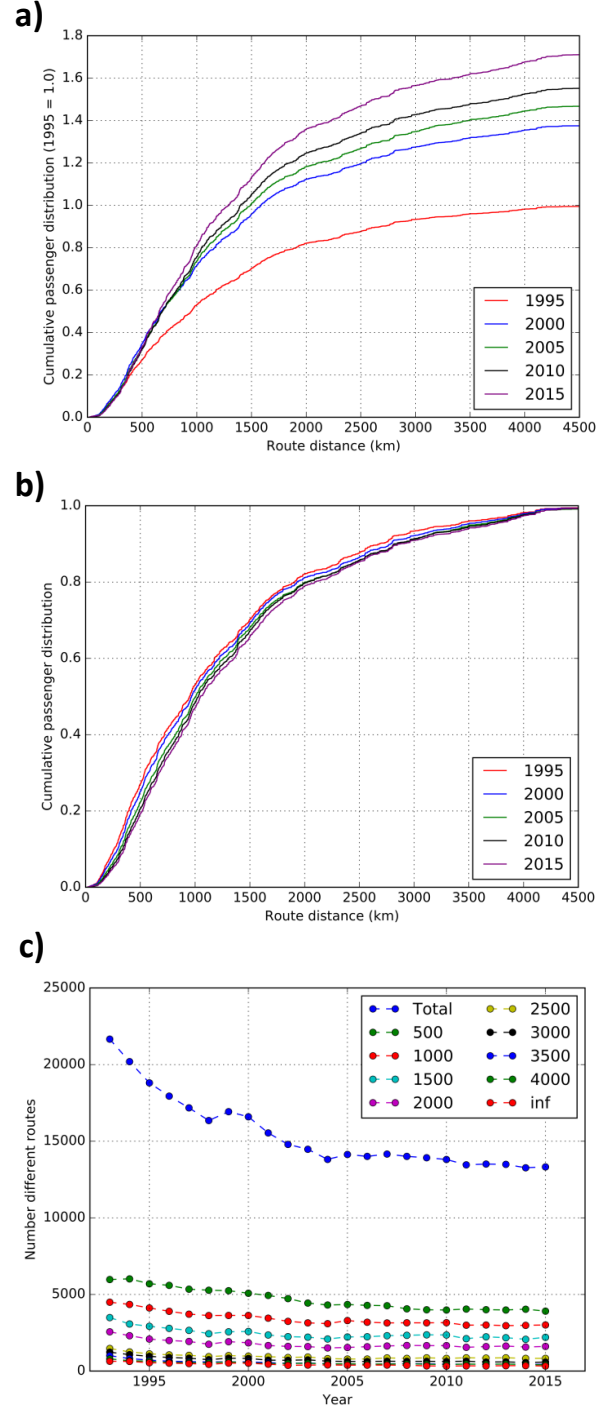 a)
Cumulative passenger distribution (1995 = 1.0)
1.8
1.6
1.4
1.2
1.0
0.8
0.6
0.4
0.2
0.0
1995
2000
2005
2010
2015
0 500 1000 1500 2000 2500 3000 3500 4000 4500
Route distance (km)
b)
Cumulative passenger distribution
1.0
0.8
0.6
0.4
0.2
0.0
1995
2000
2005
2010
2015
0 500 1000 1500 2000 2500 3000 3500 4000 4500
Route distance (km)
c)
Number different routes
25000
20000
15000
10000
5000
0
Total 2500
500 3000
1000 3500
1500 4000
2000 inf
1995 2000 2005 2010 2015
Year